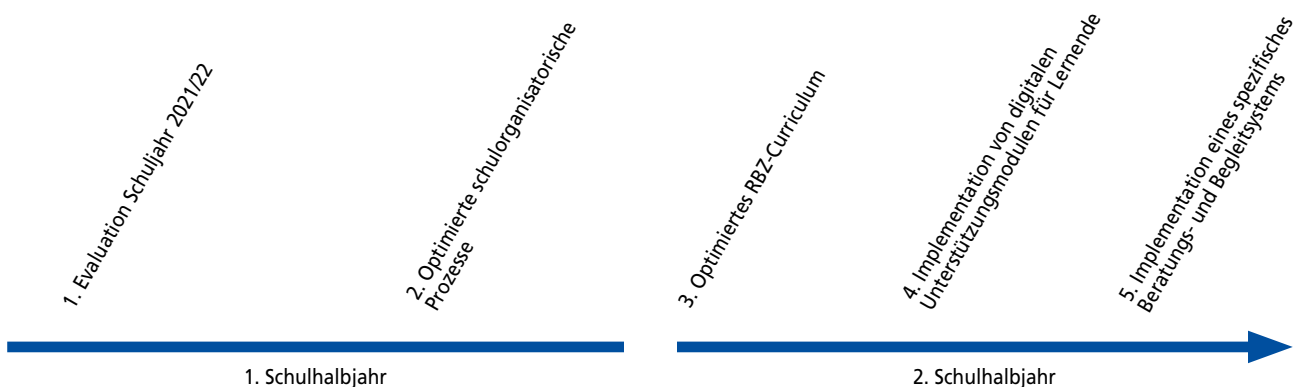 1. Evaluation Schuljahr 2021/22
2. Optimierte schulorganisatorische
Prozesse
3. Optimiertes RBZ-Curriculum
4. Implementation von digitalen
Unterstützungsmodulen für Lernende
5. Implementation eines spezifisches
Beratungs- und Begleitsystems
1. Schulhalbjahr
2. Schulhalbjahr